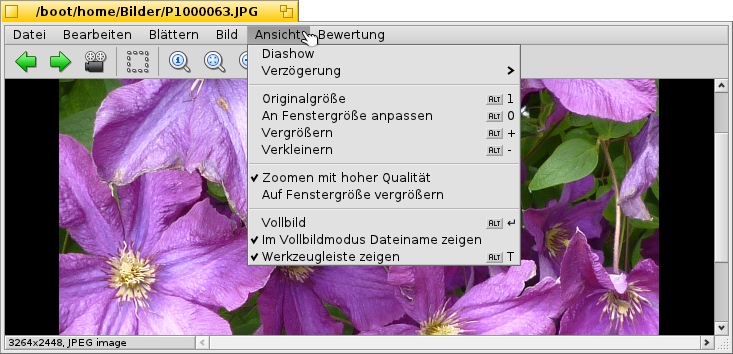 /boot/home/Bilder/P1000063.JPG
Datei Bearbeiten Blättern Bild Ansicht Bewertung
Diashow
Verzögerung
Originalgröße ALT 1
An Fenstergröße anpassen ALT 0
Vergrößern ALT +
Verkleinern ALT -
Zoomen mit hoher Qualität
Auf Fenstergröße vergrößern
Vollbild ALT ↵
Im Vollbildmodus Dateiname zeigen
Werkzeugleiste zeigen ALT T
3264x2448, JPEG image